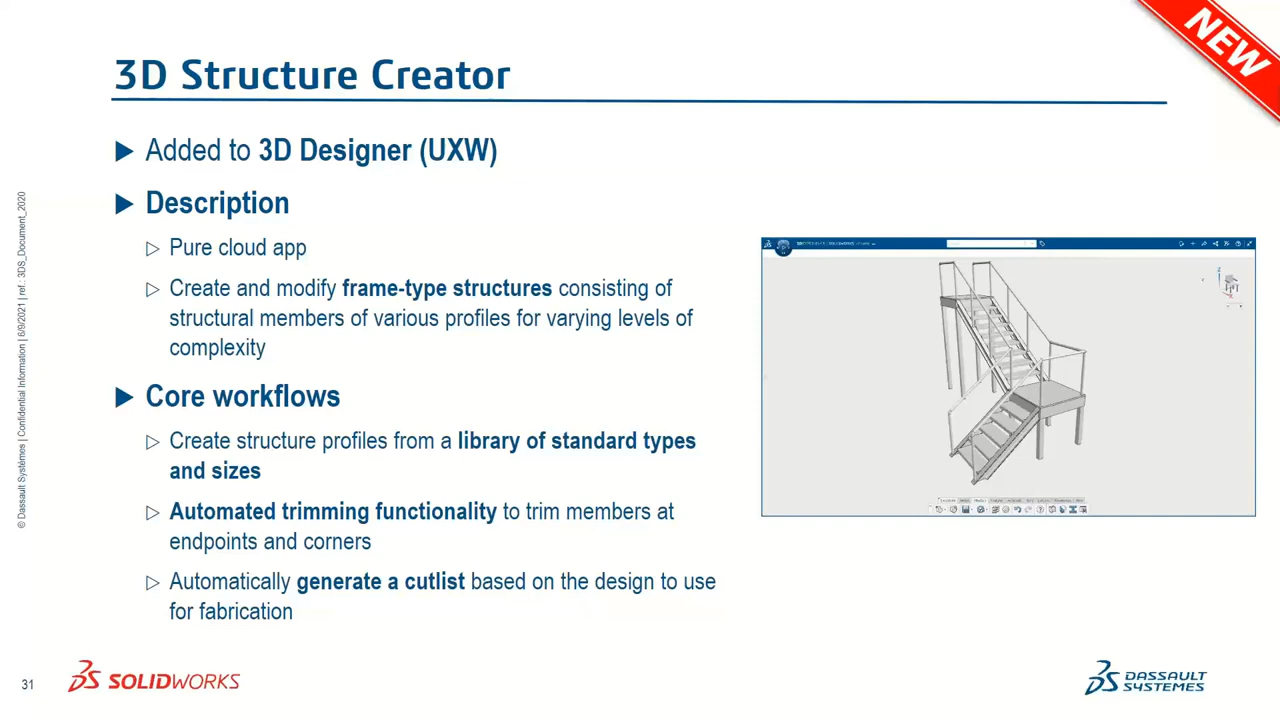 NEW
3D Structure Creator
Added to 3D Designer (UXW)
Description
Pure cloud app
Create and modify frame-type structures consisting of
structural members of various profiles for varying levels of
complexity
Core workflows
Create structure profiles from a library of standard types
and sizes
Automated trimming functionality to trim members at
endpoints and corners
Automatically generate a cutlist based on the design to use
for fabrication
© Dassault Systèmes | Confidential Information | 6/9/2021 | ref.: 3DS_Document_2020
31
SOLIDWORKS
DASSAULT
SYSTEMES